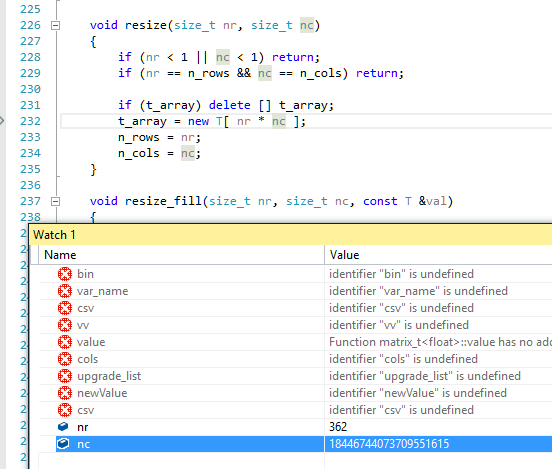 225
226 void resize(size_t nr, size_t nc)
227 {
228 if (nr < 1 || nc < 1) return;
229 if (nr == n_rows && nc == n_cols) return;
230
231 if (t_array) delete [] t_array;
232 t_array = new T[ nr * nc ];
233 n_rows = nr;
234 n_cols = nc;
235 }
236
237 void resize_fill(size_t nr, size_t nc, const T &val)
238 {
Watch 1
Name Value
bin identifier "bin" is undefined
var_name identifier "var_name" is undefined
csv identifier "csv" is undefined
vv identifier "vv" is undefined
value Function matrix_t<float>::value has no add
cols identifier "cols" is undefined
upgrade_list identifier "upgrade_list" is undefined
newValue identifier "newValue" is undefined
csv identifier "csv" is undefined
nr 362
nc 18446744073709551615